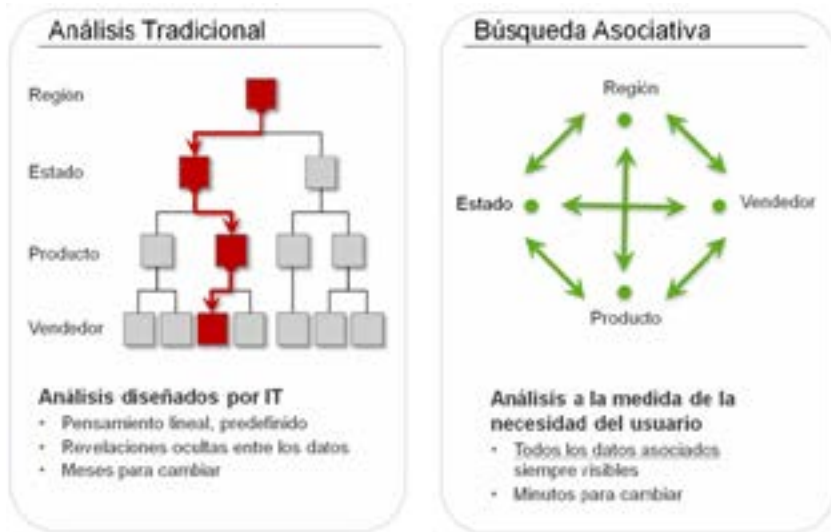 Análisis Tradicional
Región
Estado
Producto
Vendedor
Análisis diseñados por IT
• Pensamiento lineal, predefinido
• Revelaciones ocultas entre los datos
• Meses para cambiar
Búsqueda Asociativa
Región
Estado
Vendedor
Producto
Análisis a la medida de la
necesidad del usuario
• Todos los datos asociados
siempre visibles
• Minutos para cambiar